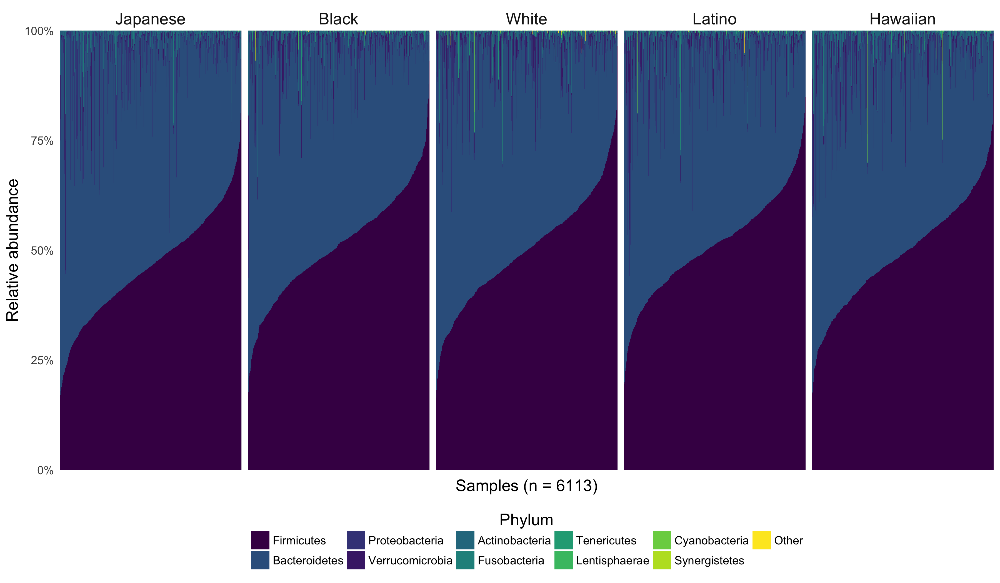 Japanese Black White Latino Hawaiian
100%
75%
50%
25%
0%
Relative abundance
Samples (n = 6113)
Phylum
Firmicutes Proteobacteria Actinobacteria Tenericutes Cyanobacteria Other
Bacteroidetes Verrucomicrobia Fusobacteria Lentisphaerae Synergistetes